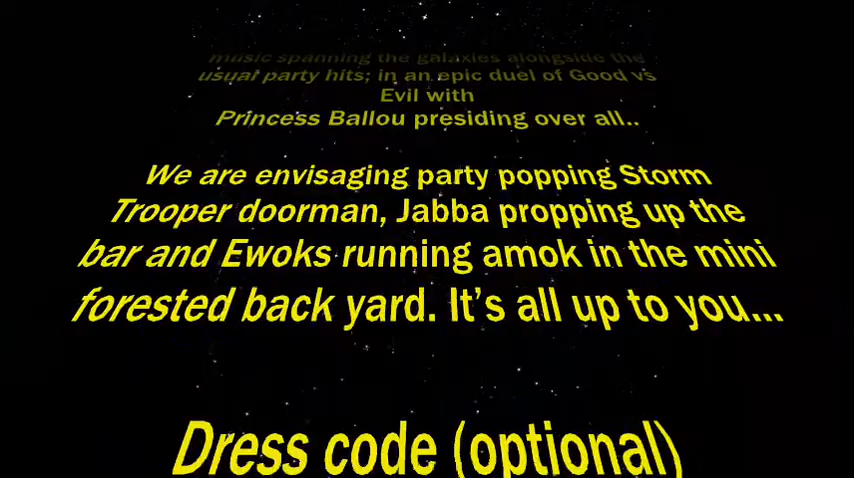 music spanning the galaxies alongside the
usual party hits; in an epic duel of Good vs
Evil with
Princess Ballou presiding over all..
We are envisaging party popping Storm
Trooper doorman, Jabba propping up the
bar and Ewoks running amok in the mini
forested back yard. It’s all up to you...
Dress code (optional)